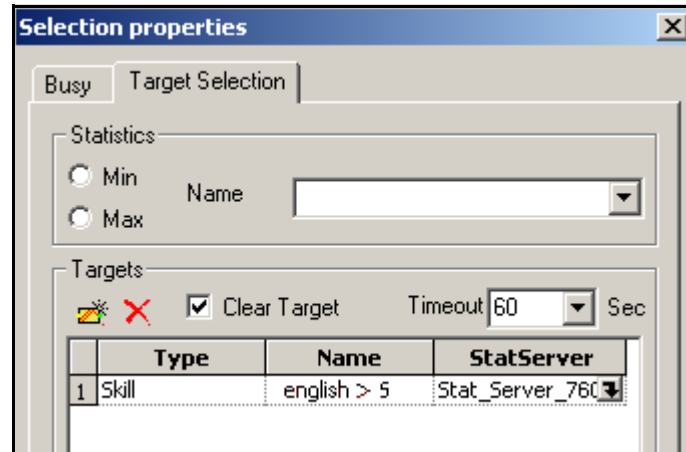 Selection properties
Busy Target Selection
Statistics
Min
Name
Max
Targets
Clear Target Timeout 60 Sec
Type Name StatServer
1 Skill english > 5 Stat_Server_760